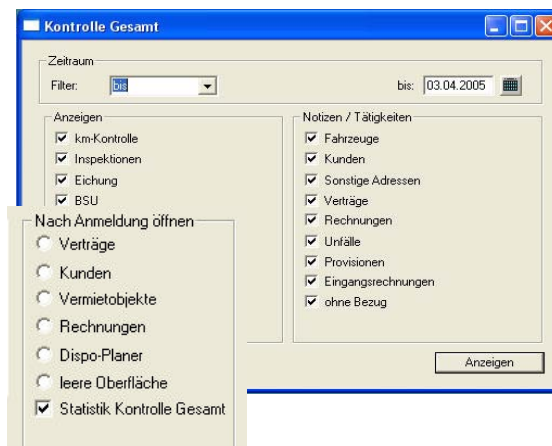 Kontrolle Gesamt
Zeitraum
Filter: bis
bis: 03.04.2005
Anzeigen
km-Kontrolle
Inspektionen
Eichung
BSU
Notizen / Tätigkeiten
Fahrzeuge
Kunden
Sonstige Adressen
Verträge
Rechnungen
Unfälle
Provisionen
Eingangsrechnungen
ohne Bezug
Anzeigen
Nach Anmeldung öffnen
Verträge
Kunden
Vermietobjekte
Rechnungen
Dispo-Planer
leere Oberfläche
Statistik Kontrolle Gesamt